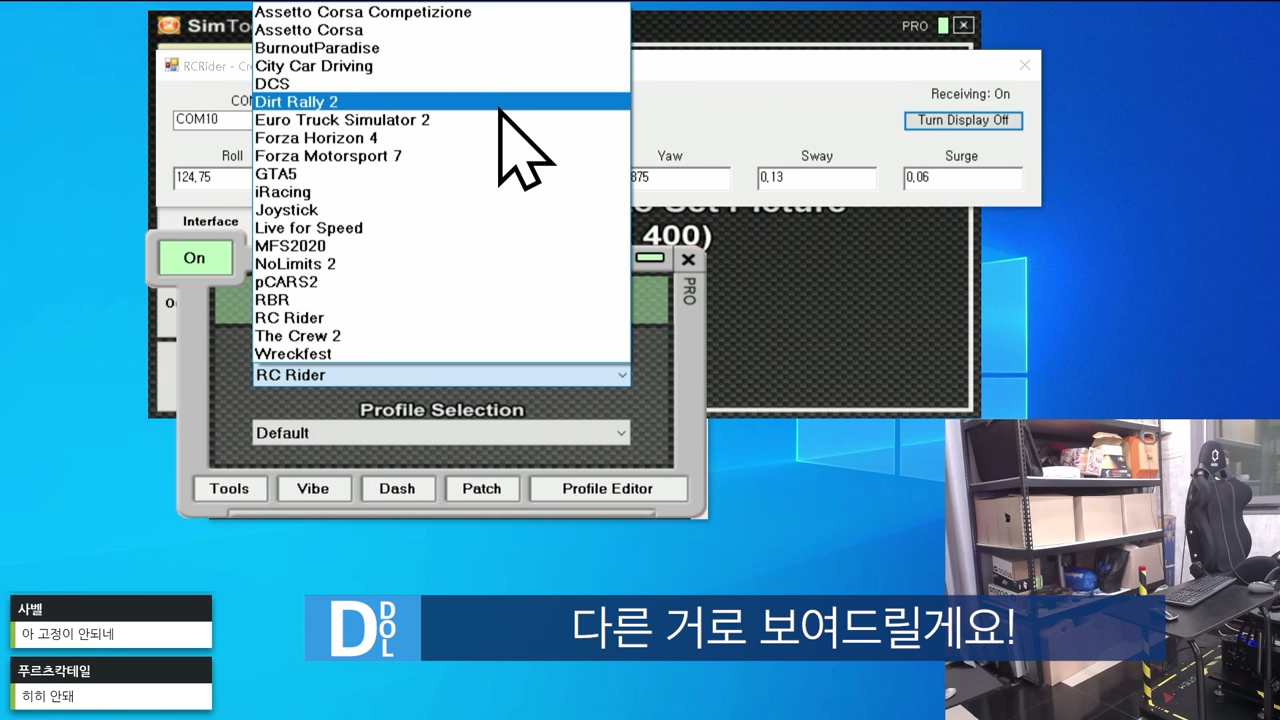 SimTo
PRO
RCRider - Cr
COM
COM10
Receiving: On
Turn Display Off
Roll
Yaw
Sway
Surge
124,75
875
0,13
0,06
Interface
On
400)
PRO
Assetto Corsa Competizione
Assetto Corsa
BurnoutParadise
City Car Driving
DCS
Dirt Rally 2
Euro Truck Simulator 2
Forza Horizon 4
Forza Motorsport 7
GTA5
iRacing
Joystick
Live for Speed
MFS2020
NoLimits 2
pCARS2
RBR
RC Rider
The Crew 2
Wreckfest
RC Rider
Profile Selection
Default
Tools
Vibe
Dash
Patch
Profile Editor
사벨
아 고정이 안되네
푸르츠칵테일
히히 안돼
DDOL
다른 거로 보여드릴게요!